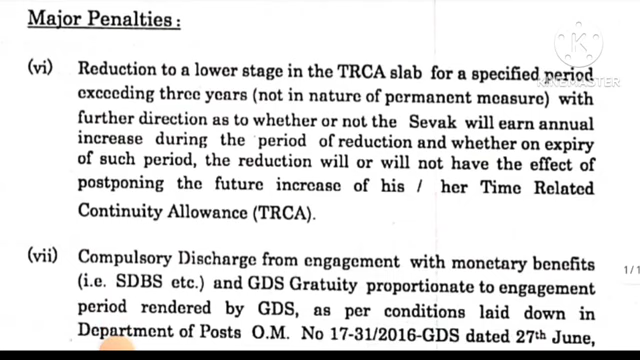 Major Penalties :
(vi) Reduction to a lower stage in the TRCA slab for a specified period
exceeding three years (not in nature of permanent measure) with
further direction as to whether or not the Sevak will earn annual
increase during the period of reduction and whether on expiry
of such period, the reduction will or will not have the effect of
postponing the future increase of his / her Time Related
Continuity Allowance (TRCA).
(vii) Compulsory Discharge from engagement with monetary benefits
(i.e. SDBS etc.) and GDS Gratuity proportionate to engagement
period rendered by GDS, as per conditions laid down in
Department of Posts O.M. No 17-31/2016-GDS dated 27th June,
K
KINEMASTER
1/1